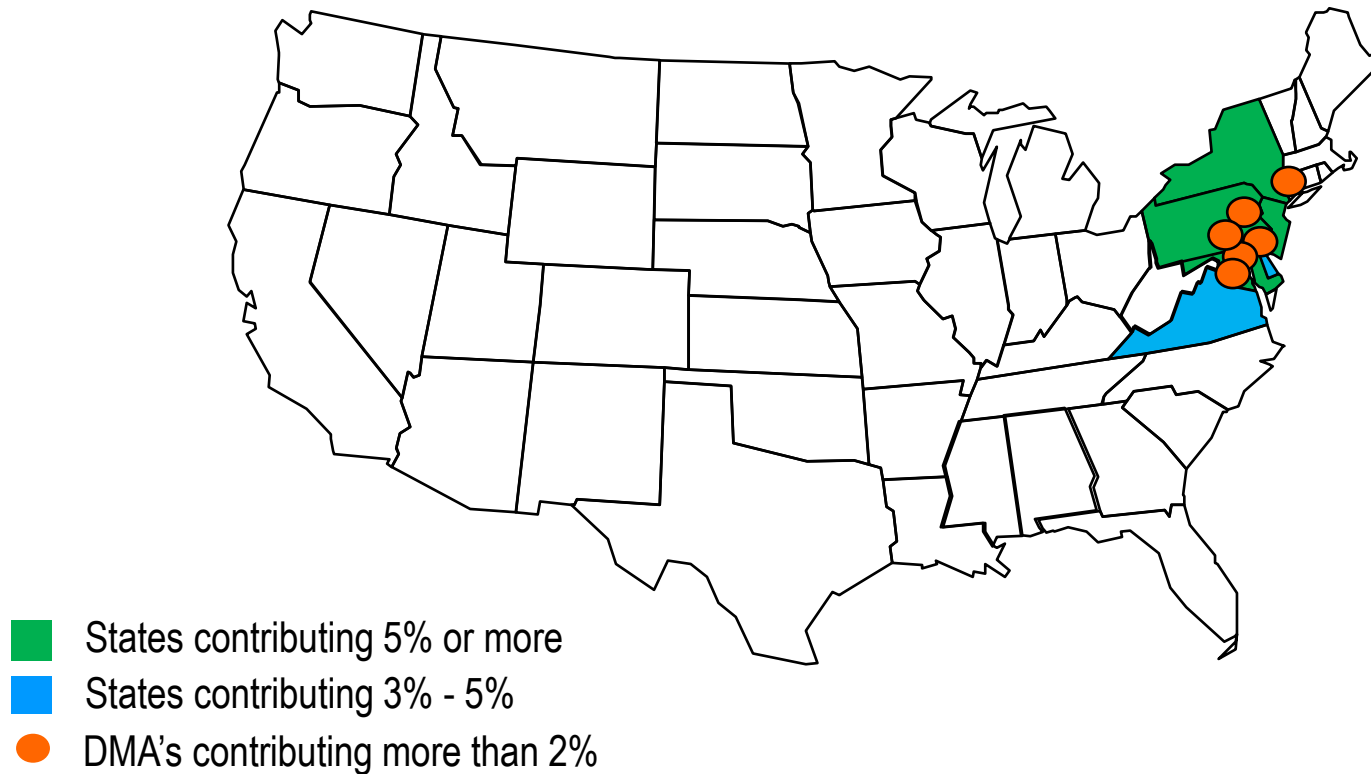 States contributing 5% or more
States contributing 3% - 5%
DMA’s contributing more than 2%